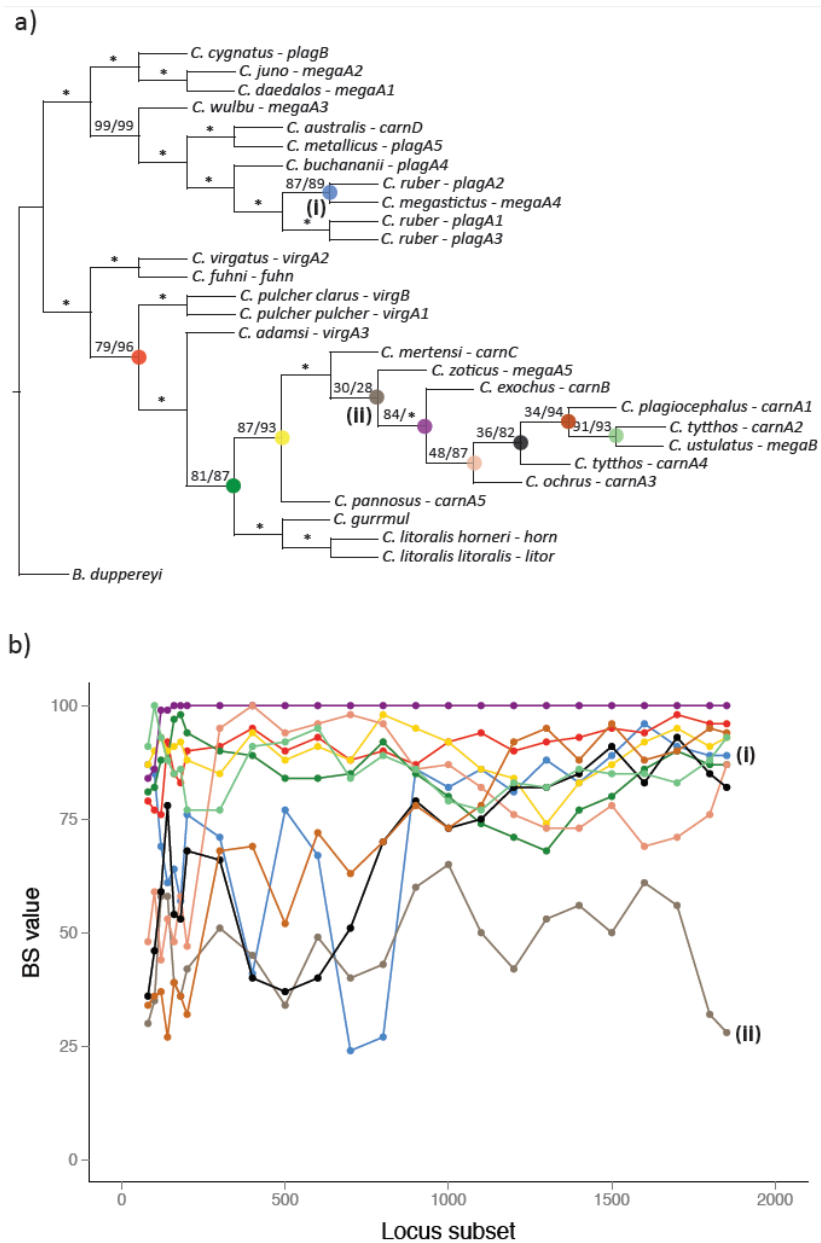 a)
* C. cygnatus - plagB
* * C. juno - megaA2
* C. daedalos - megaA1
99/99 C. wulbu - megaA3
* C. australis - carnD
* C. metallicus - plagA5
* C. buchananii - plagA4
87/89 C. ruber - plagA2
* (i) C. megastictus - megaA4
* C. ruber - plagA1
C. ruber - plagA3
* C. virgatus - virgA2
* C. fuhni - fuhn
* C. pulcher clarus - virgB
C. pulcher pulcher - virgA1
79/96 C. adamsi - virgA3
* C. mertensi - carnC
30/28 C. zoticus - megaA5
* (ii) C. exochus - carnB
87/93 84/* 34/94 C. plagiocephalus - carnA1
36/82 91/93 C. tytthos - carnA2
48/87 C. ustulatus - megaB
C. tytthos - carnA4
81/87 C. ochrus - carnA3
C. pannosus - carnA5
* C. gurrmul
* C. litoralis horneri - horn
C. litoralis litoralis - litor
B. duppereyi
b)
100
(i)
75
BS value
50
25
(ii)
0
0 500 1000 1500 2000
Locus subset